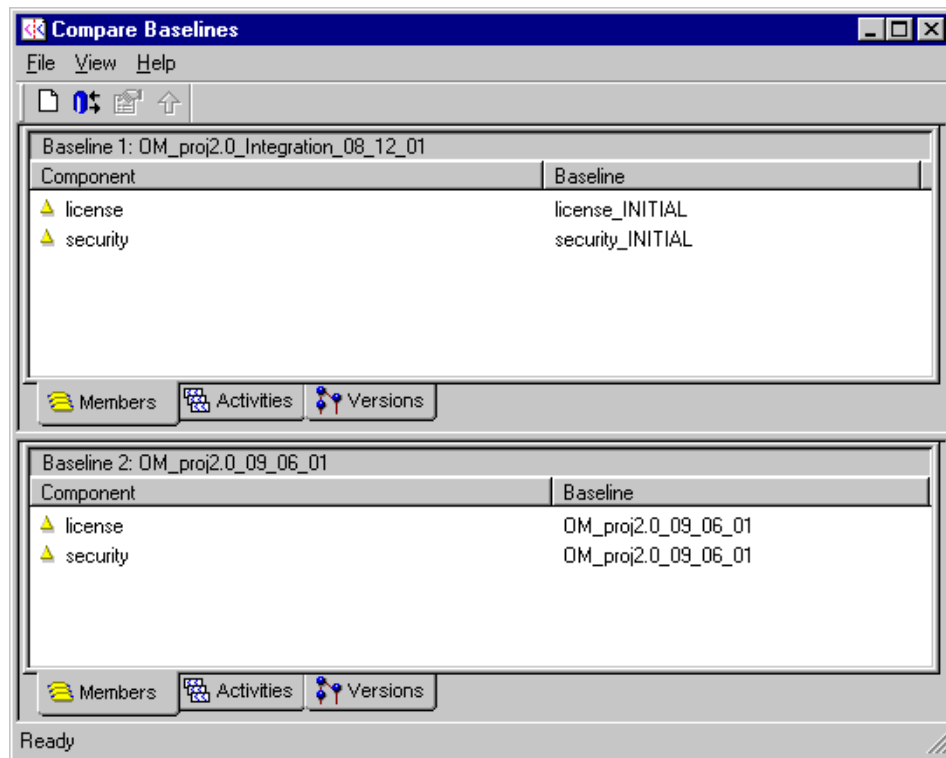 Compare Baselines
File View Help
Baseline 1: OM_proj2.0_Integration_08_12_01
Component Baseline
license license_INITIAL
security security_INITIAL
Members Activities Versions
Baseline 2: OM_proj2.0_09_06_01
Component Baseline
license OM_proj2.0_09_06_01
security OM_proj2.0_09_06_01
Members Activities Versions
Ready